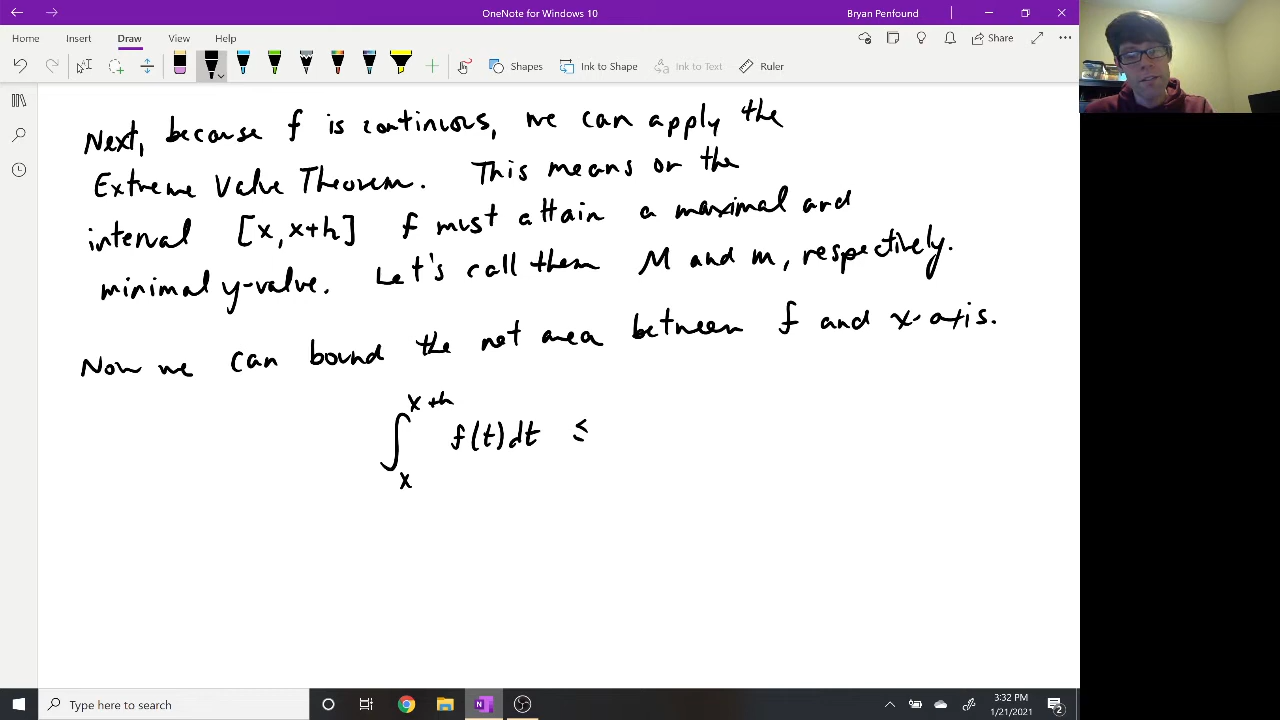 OneNote for Windows 10
Bryan Penfound
Home Insert Draw View Help
Share
Shapes Ink to Shape Ink to Text Ruler
Next, because f is continuous, we can apply the
Extreme Value Theorem. This means on the
interval [x, x+h] f must attain a maximal and
minimal y-value. Let's call them M and m, respectively.
Now we can bound the net area between f and x-axis.
x+h
∫ f(t)dt ≤
x
Type here to search
3:32 PM
1/21/2021
2